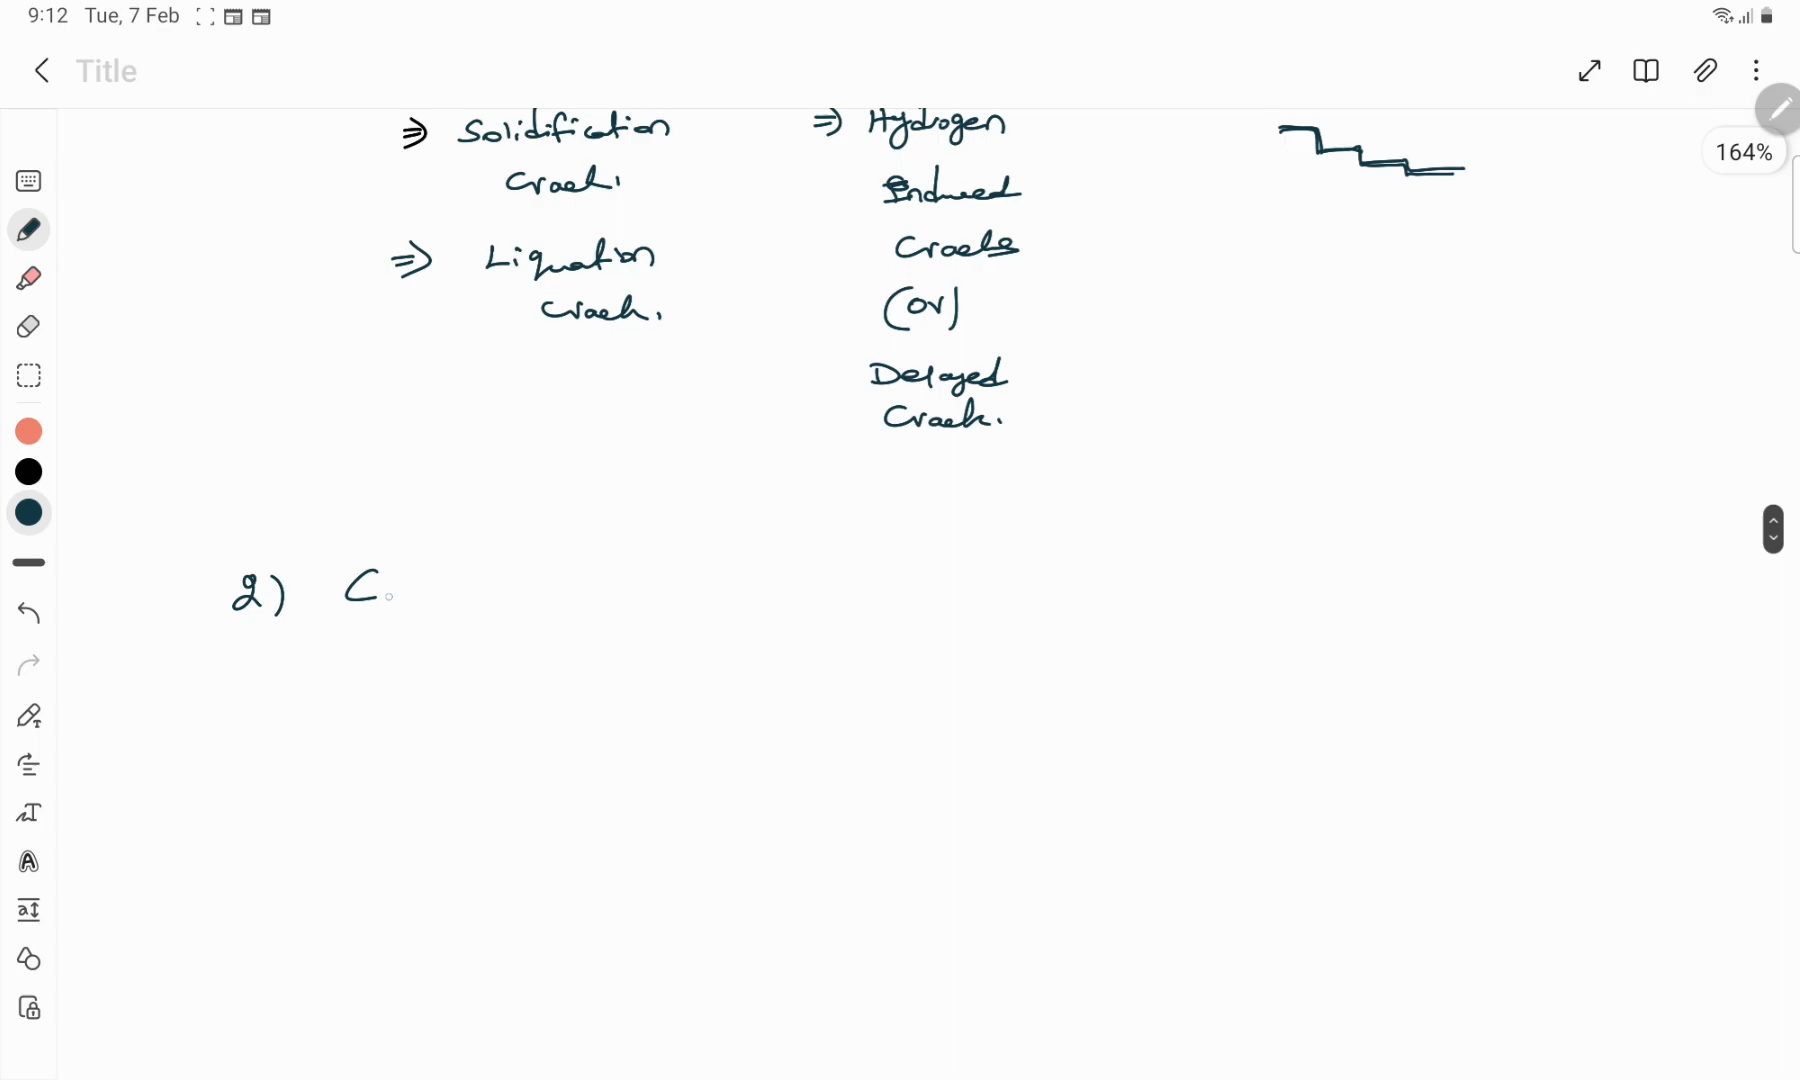 9:12 Tue, 7 Feb
Title
164%
⇒ Solidification
Crack.
⇒ Liquation
Crack.
⇒ Hydrogen
Induced
Cracks
(or)
Delayed
Crack.
2) C